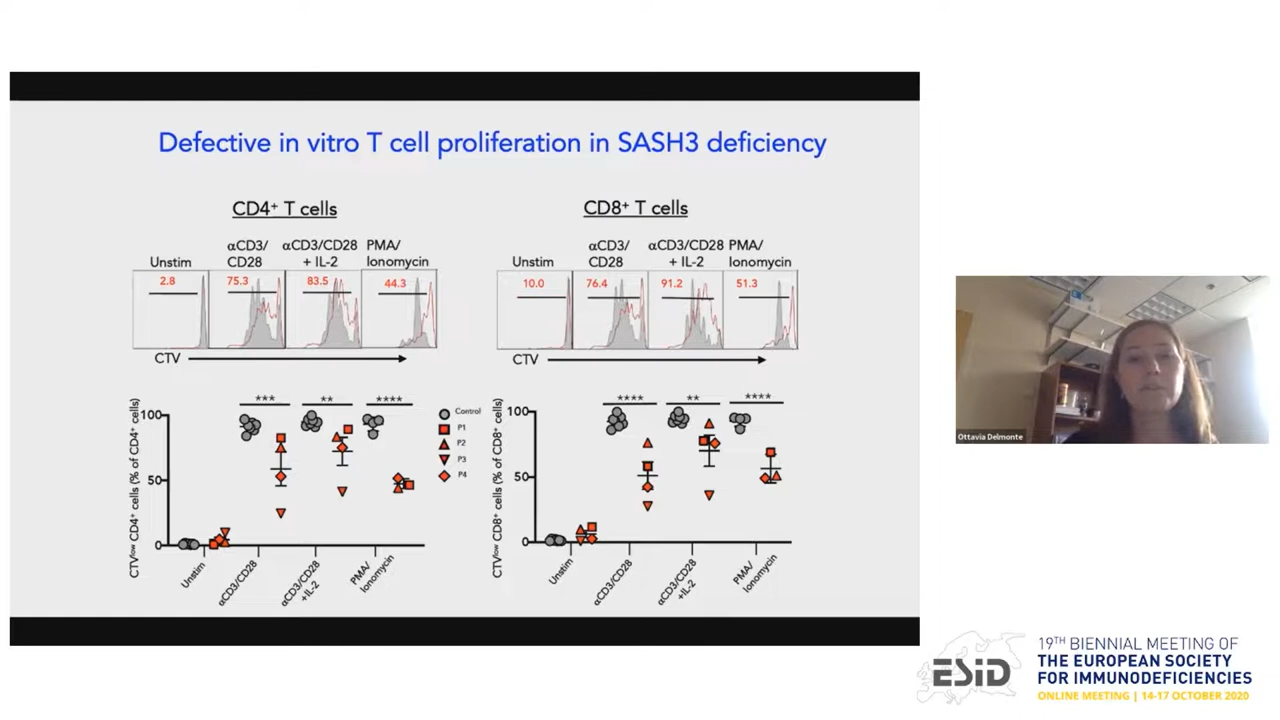 Defective in vitro T cell proliferation in SASH3 deficiency
CD4⁺ T cells
Unstim
αCD3/
CD28
αCD3/CD28
+ IL-2
PMA/
Ionomycin
2.8
75.3
83.5
44.3
CTV
CTVˡᵒʷ CD4⁺ cells (% of CD4⁺ cells)
100
50
0
***
**
****
Unstim
αCD3/CD28
αCD3/CD28
+IL-2
PMA/
Ionomycin
Control
P1
P2
P3
P4
CD8⁺ T cells
Unstim
αCD3/
CD28
αCD3/CD28
+ IL-2
PMA/
Ionomycin
10.0
76.4
91.2
51.3
CTV
CTVˡᵒʷ CD8⁺ cells (% of CD8⁺ cells)
100
50
0
****
**
****
Unstim
αCD3/CD28
αCD3/CD28
+IL-2
PMA/
Ionomycin
Ottavia Delmonte
ESID
19TH BIENNIAL MEETING OF
THE EUROPEAN SOCIETY
FOR IMMUNODEFICIENCIES
ONLINE MEETING | 14-17 OCTOBER 2020